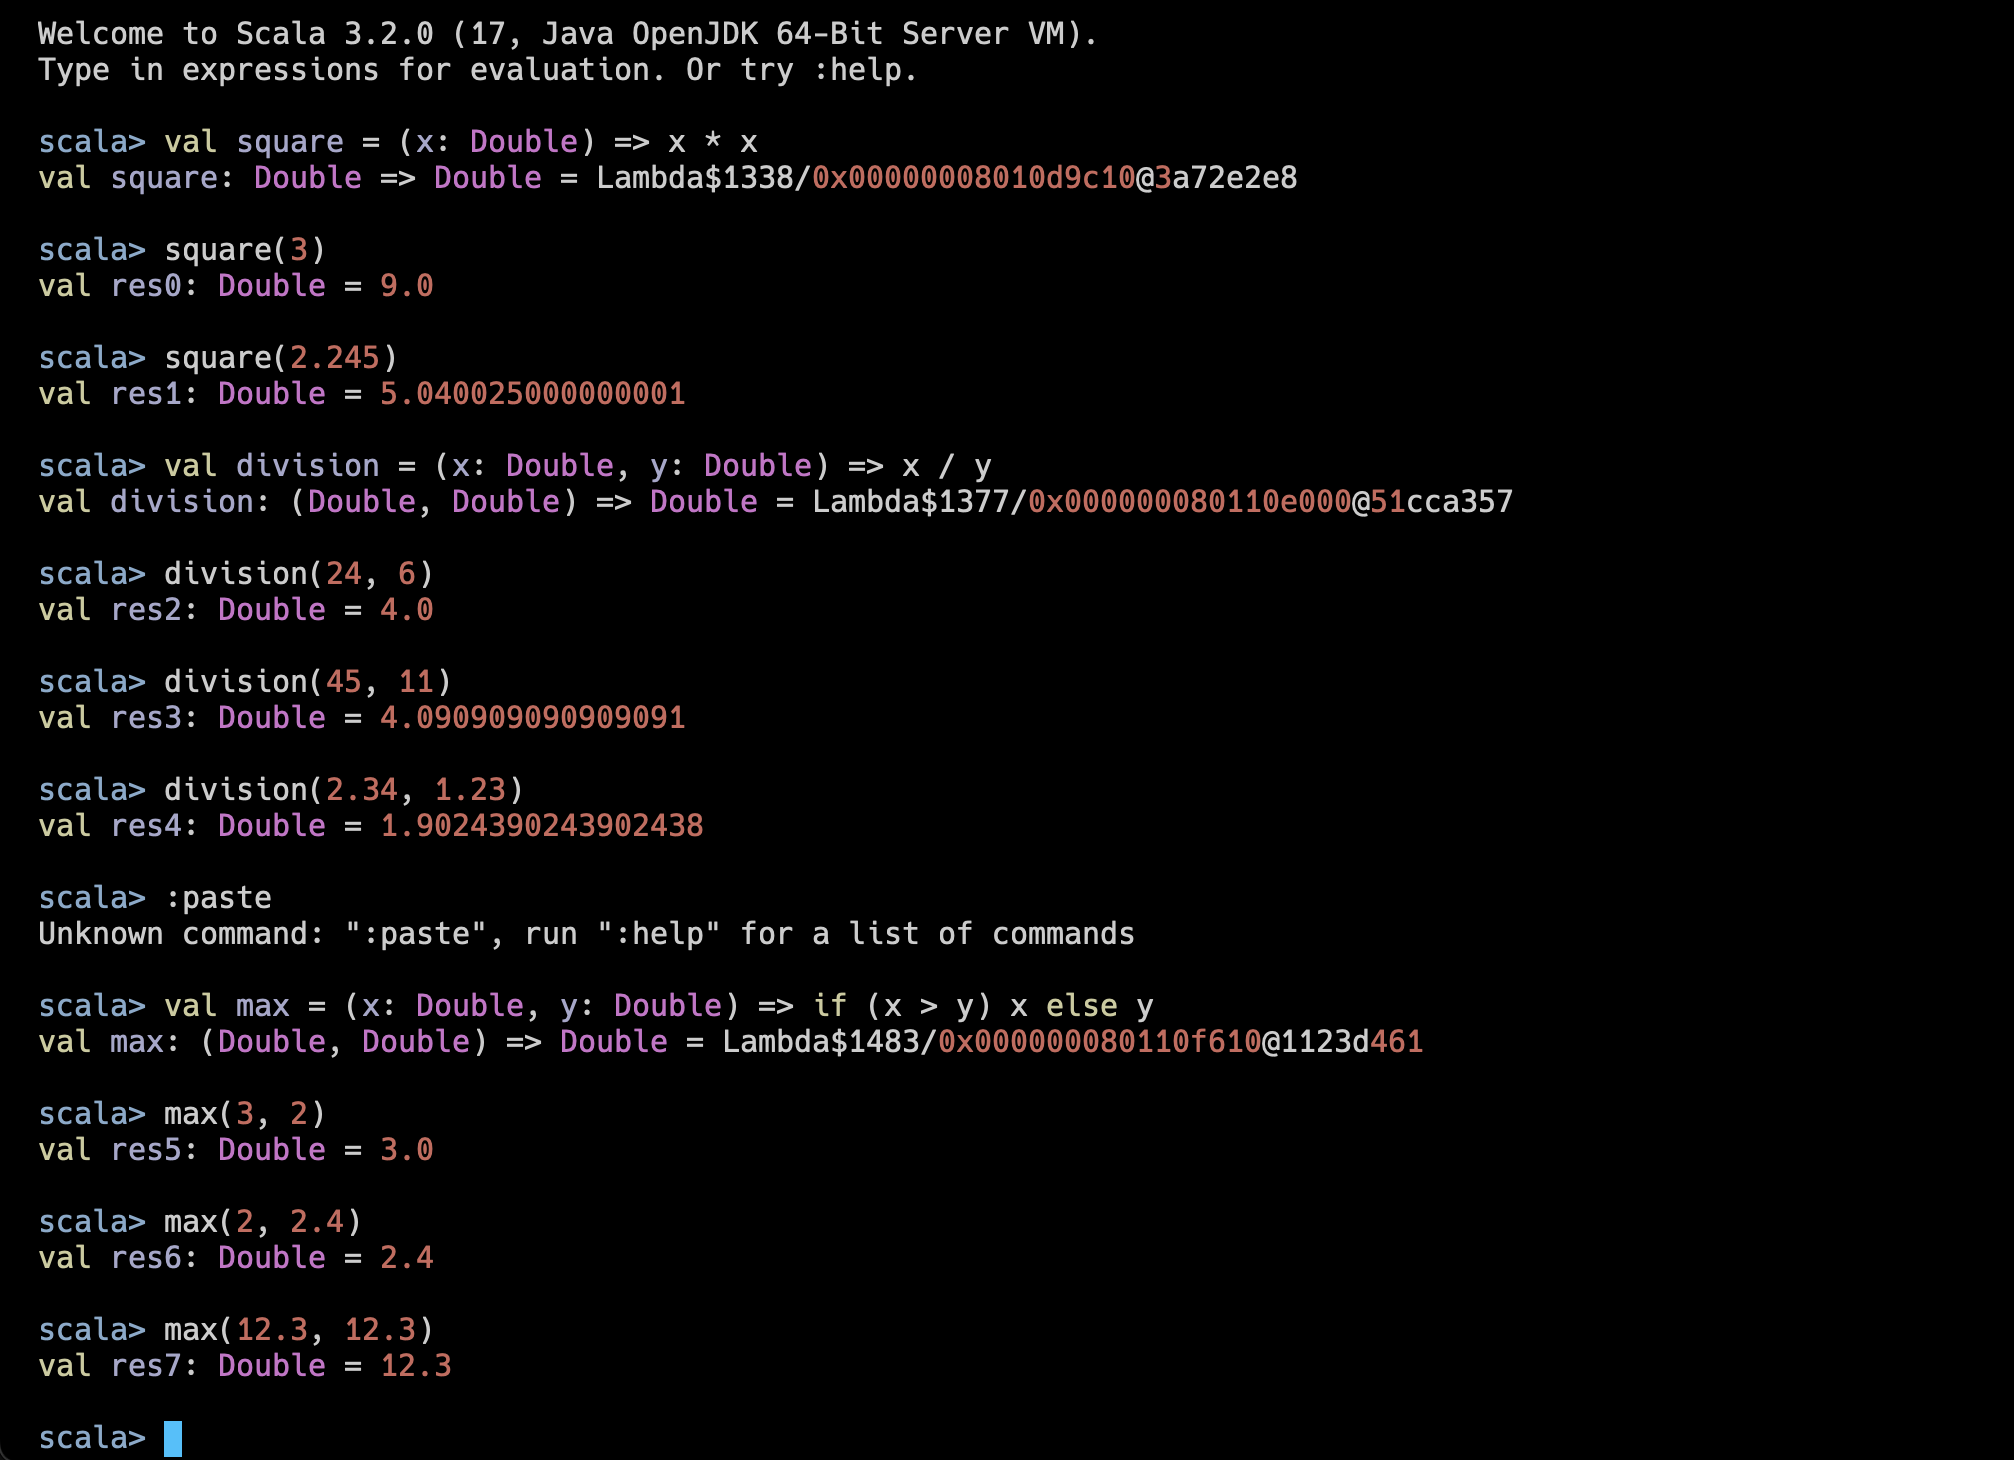 Welcome to Scala 3.2.0 (17, Java OpenJDK 64-Bit Server VM).
Type in expressions for evaluation. Or try :help.
scala> val square = (x: Double) => x * x
val square: Double => Double = Lambda$1338/0x00000008010d9c10@3a72e2e8
scala> square(3)
val res0: Double = 9.0
scala> square(2.245)
val res1: Double = 5.040025000000001
scala> val division = (x: Double, y: Double) => x / y
val division: (Double, Double) => Double = Lambda$1377/0x000000080110e000@51cca357
scala> division(24, 6)
val res2: Double = 4.0
scala> division(45, 11)
val res3: Double = 4.090909090909091
scala> division(2.34, 1.23)
val res4: Double = 1.9024390243902438
scala> :paste
Unknown command: ":paste", run ":help" for a list of commands
scala> val max = (x: Double, y: Double) => if (x > y) x else y
val max: (Double, Double) => Double = Lambda$1483/0x000000080110f610@1123d461
scala> max(3, 2)
val res5: Double = 3.0
scala> max(2, 2.4)
val res6: Double = 2.4
scala> max(12.3, 12.3)
val res7: Double = 12.3
scala>